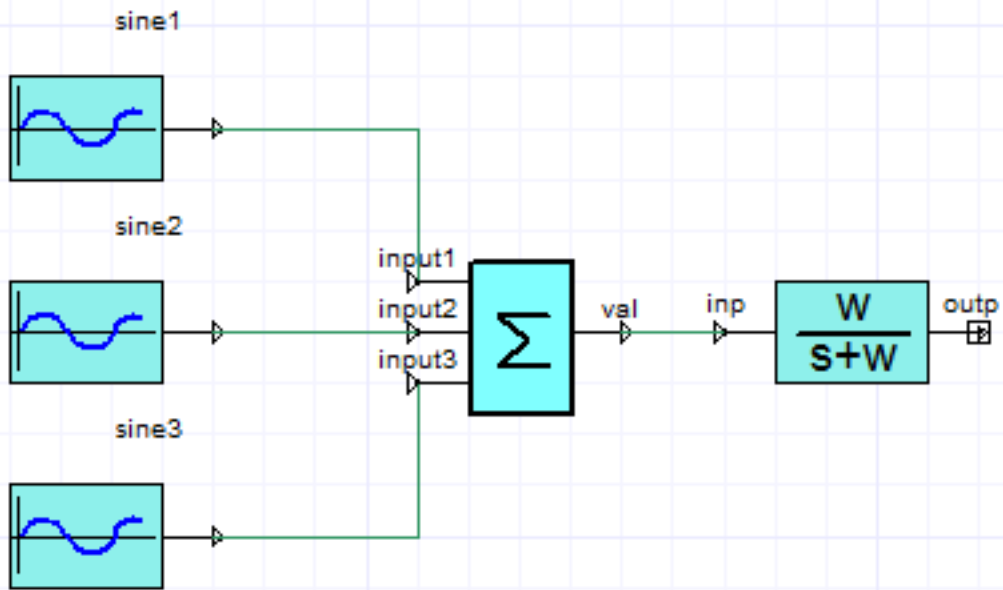 sine1
sine2
input1
input2
input3
Σ
val
inp
W
s+w
outp
sine3